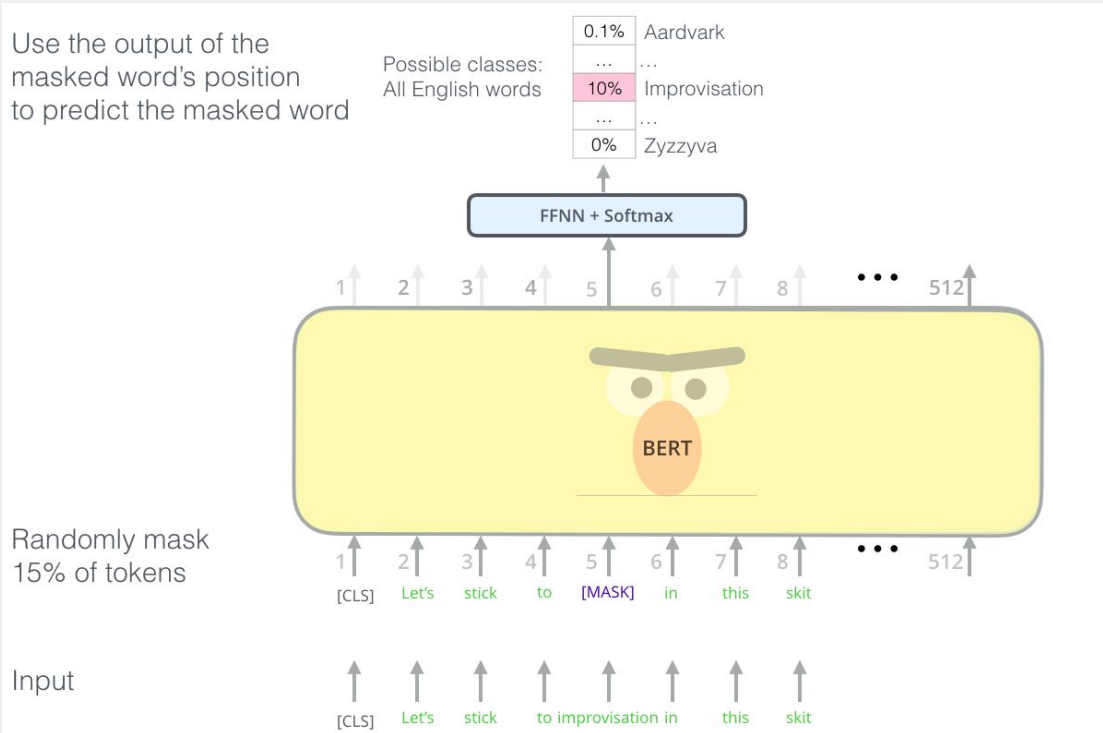 Use the output of the
masked word's position
to predict the masked word
Possible classes:
All English words
0.1% Aardvark
... ...
10% Improvisation
... ...
0% Zyzzyva
FFNN + Softmax
1 2 3 4 5 6 7 8 ... 512
BERT
Randomly mask
15% of tokens
1 2 3 4 5 6 7 8 ... 512
[CLS] Let's stick to [MASK] in this skit
Input
[CLS] Let's stick to improvisation in this skit